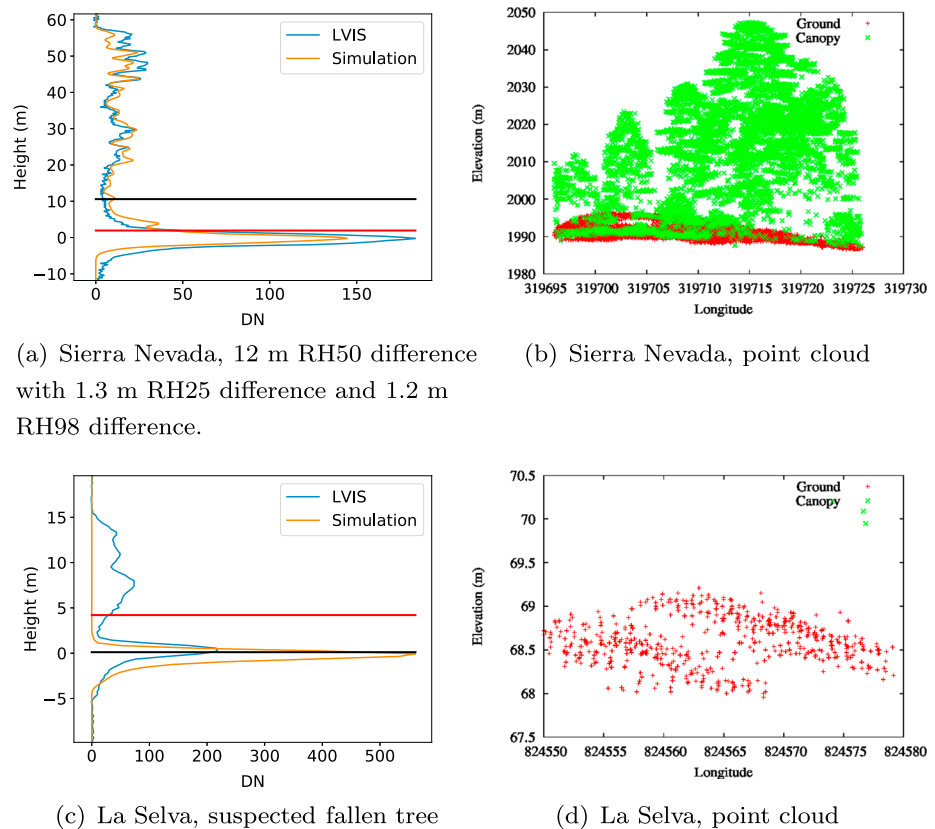 60
50
40
30
20
10
0
−10
Height (m)
LVIS
Simulation
0 50 100 150
DN
2050
2040
2030
2020
2010
2000
1990
1980
Elevation (m)
Ground
Canopy
319695 319700 319705 319710 319715 319720 319725 319730
Longitude
(a) Sierra Nevada, 12 m RH50 difference
with 1.3 m RH25 difference and 1.2 m
RH98 difference.
(b) Sierra Nevada, point cloud
15
10
5
0
−5
Height (m)
LVIS
Simulation
0 100 200 300 400 500
DN
70.5
70
69.5
69
68.5
68
67.5
Elevation (m)
Ground
Canopy
824550 824555 824560 824565 824570 824575 824580
Longitude
(c) La Selva, suspected fallen tree
(d) La Selva, point cloud